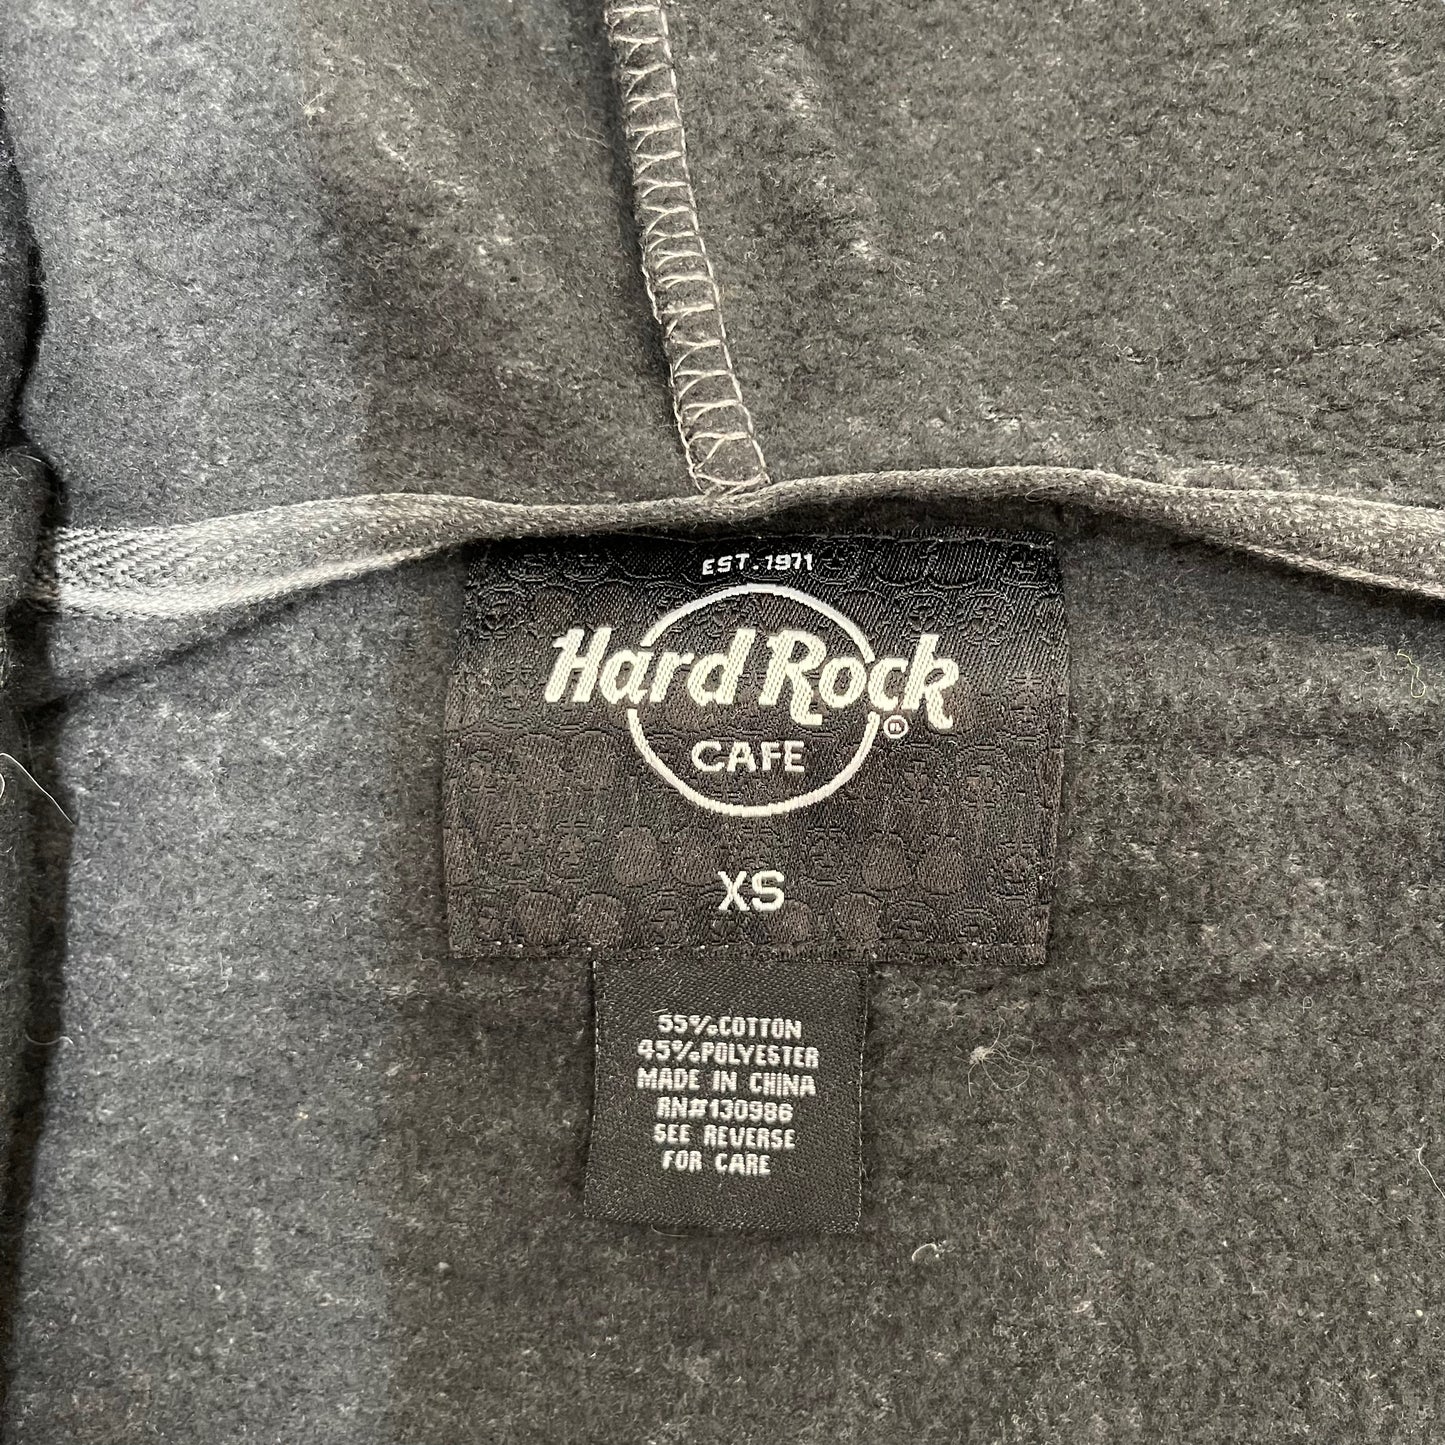 EST. 1971
Hard Rock
®
CAFE
XS
55% COTTON
45% POLYESTER
MADE IN CHINA
RN# 130986
SEE REVERSE
FOR CARE